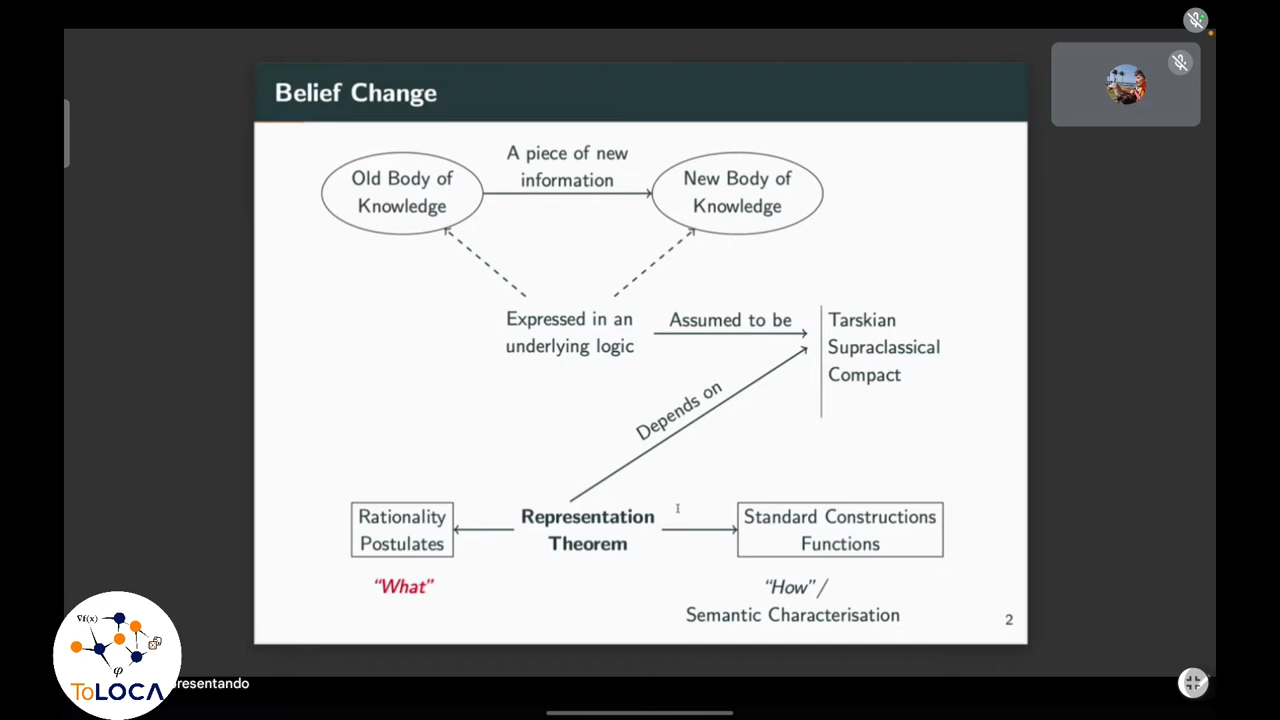 Belief Change
A piece of new
information
Old Body of
Knowledge
New Body of
Knowledge
Expressed in an
underlying logic
Assumed to be
Tarskian
Supraclassical
Compact
Depends on
Rationality
Postulates
Representation
Theorem
Standard Constructions
Functions
“What”
“How”/
Semantic Characterisation
2
∇f(x)
φ
ToLOCA
presentando